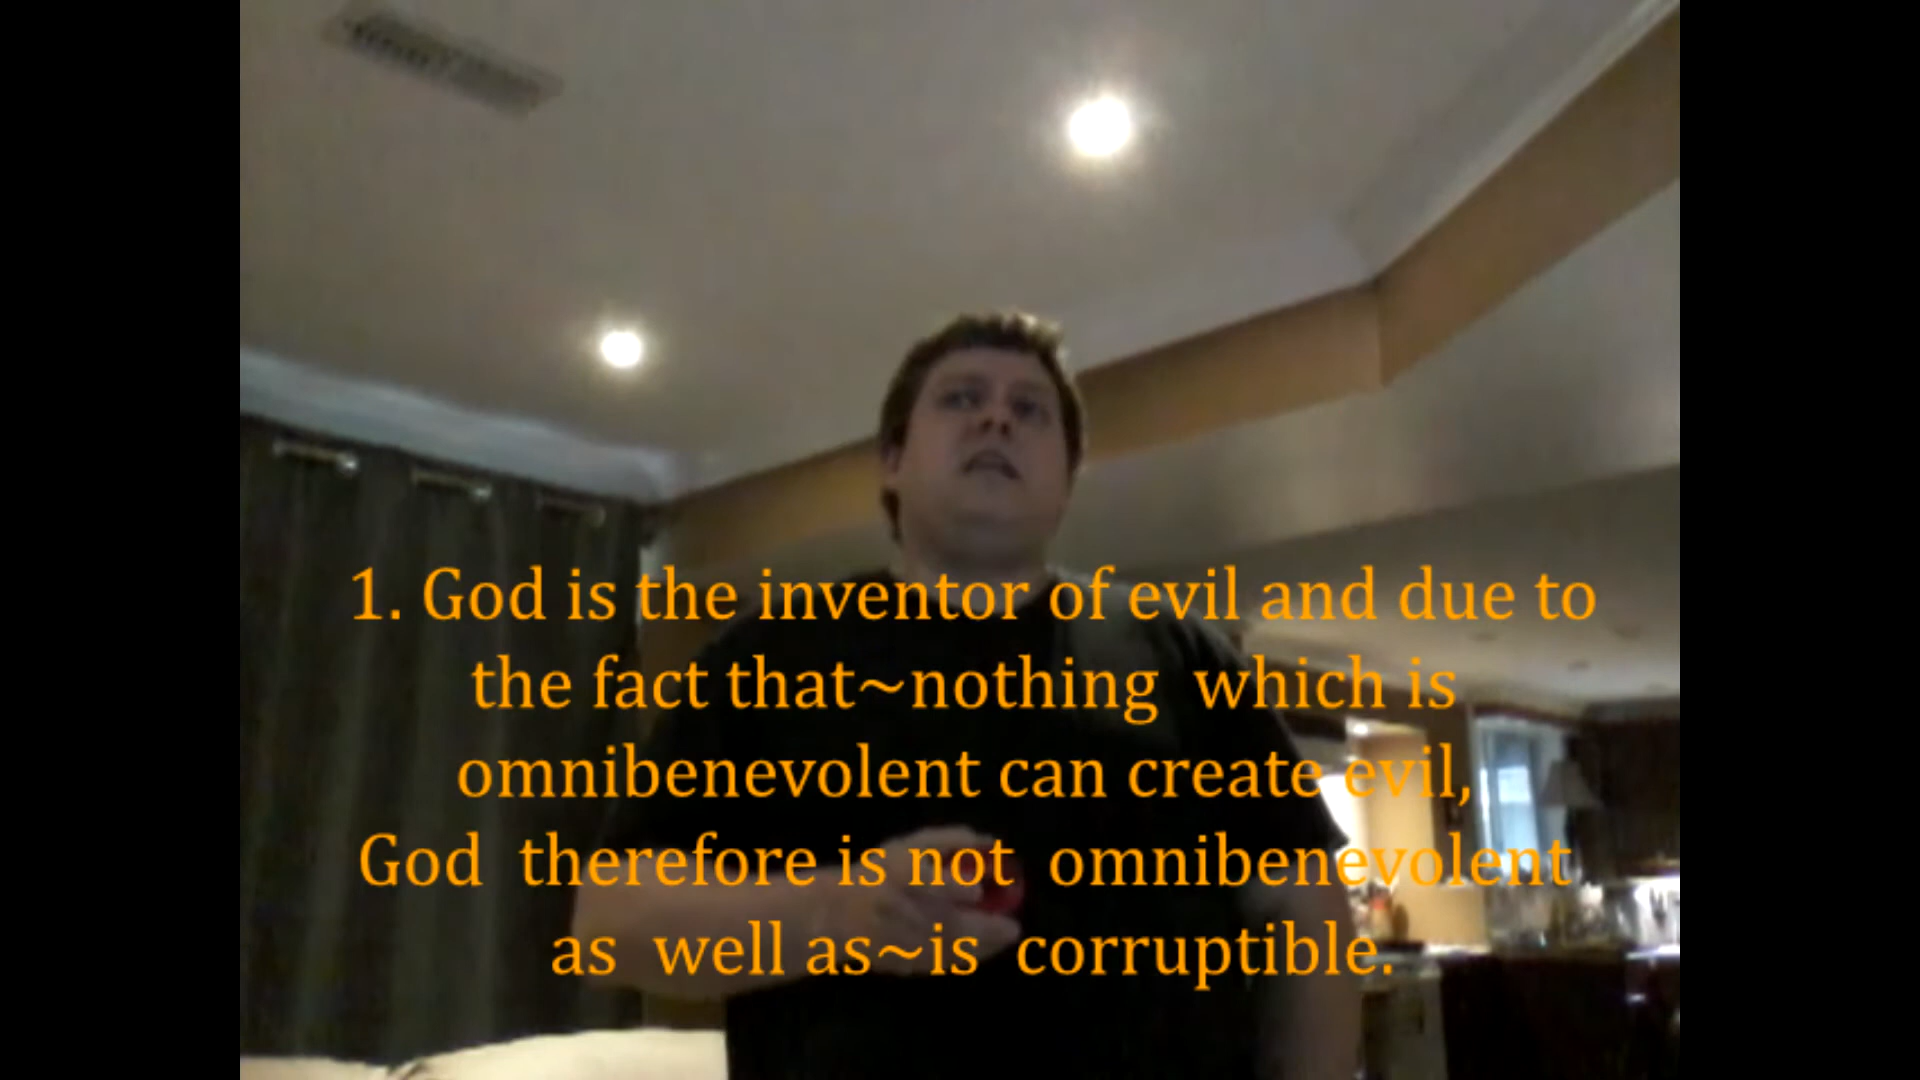 1. God is the inventor of evil and due to
the fact that~nothing  which is
omnibenevolent can create evil,
God  therefore is not  omnibenevolent
as  well as~is  corruptible.